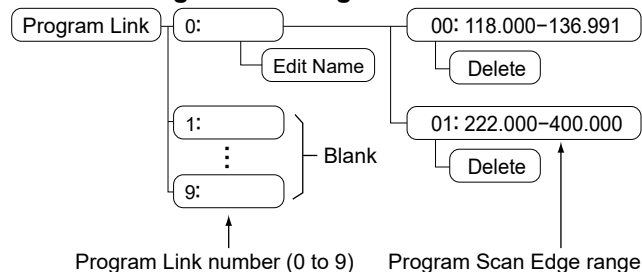 Program Link
0:
00: 118.000–136.991
Edit Name
Delete
1:
01: 222.000–400.000
⋮
Blank
Delete
9:
Program Link number (0 to 9)
Program Scan Edge range